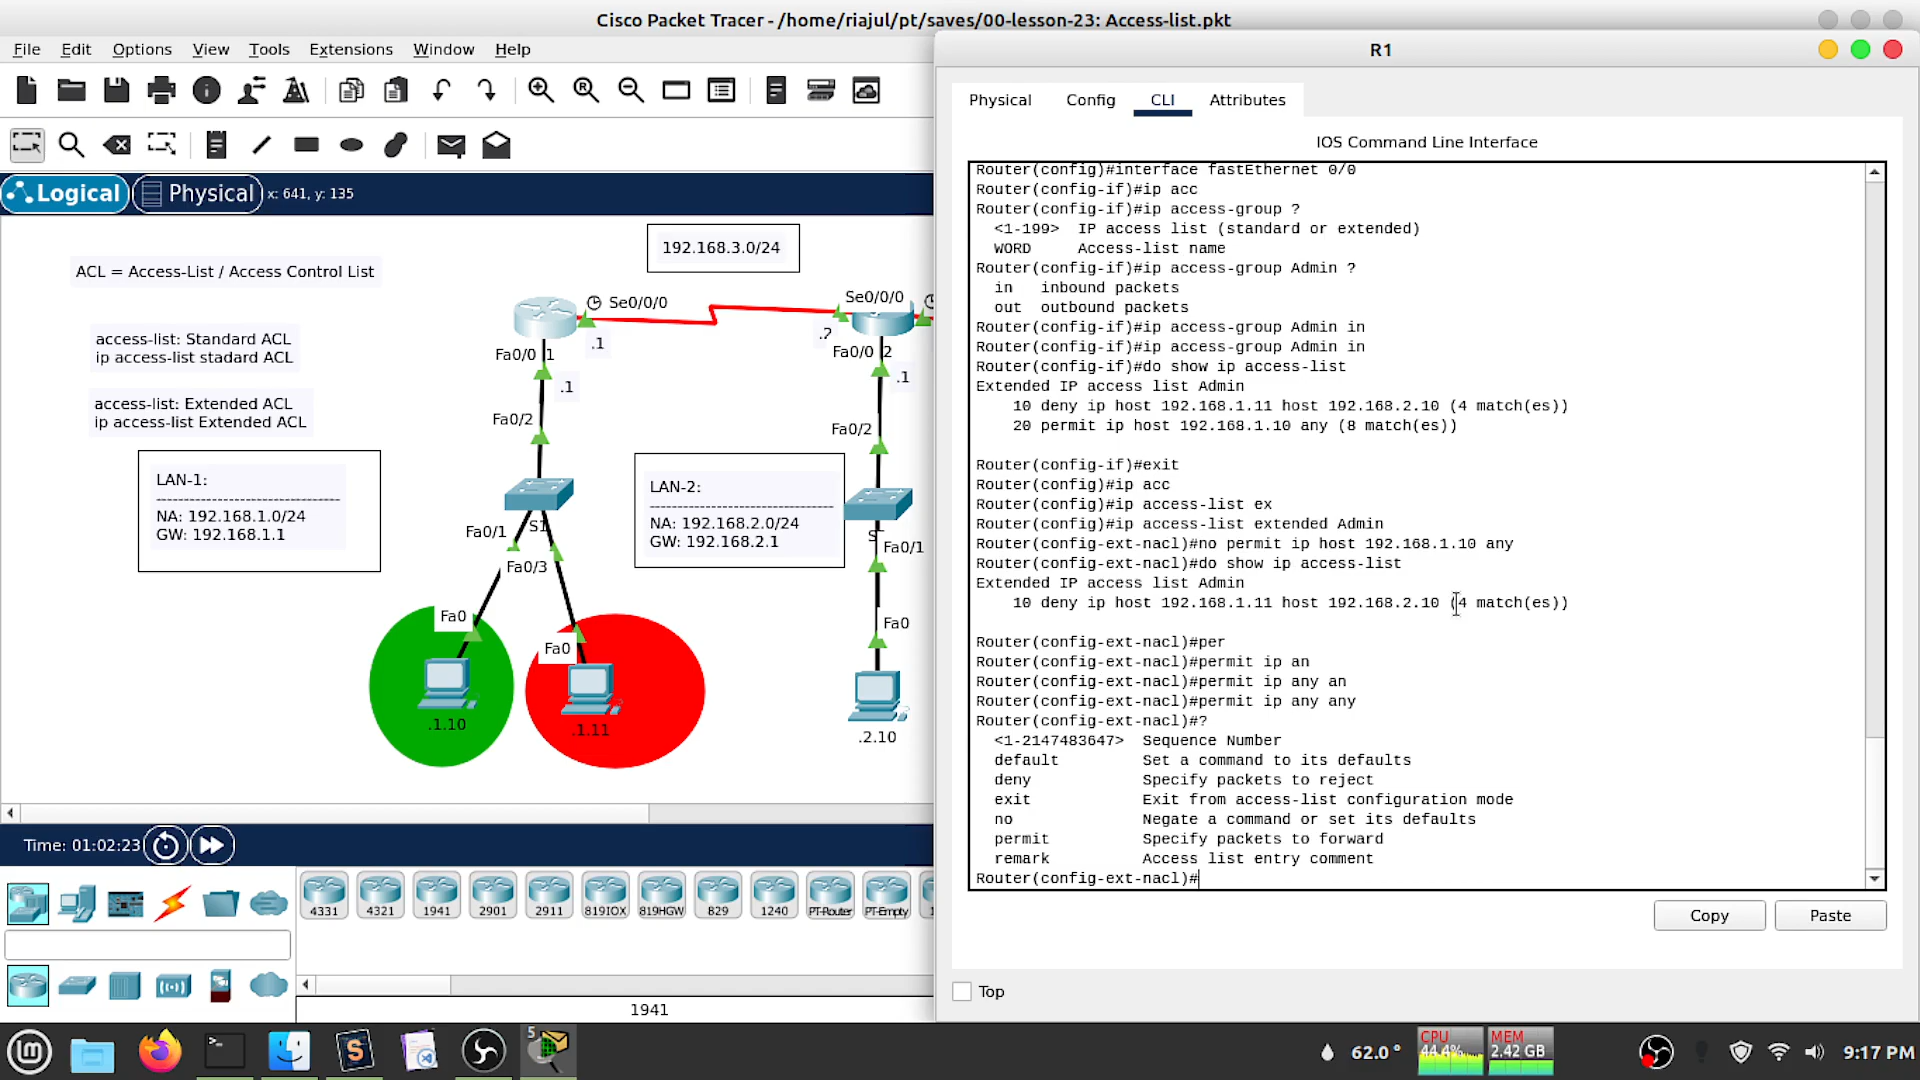 Cisco Packet Tracer - /home/riajul/pt/saves/00-lesson-23: Access-list.pkt
File Edit Options View Tools Extensions Window Help
Logical Physical x: 641, y: 135
ACL = Access-List / Access Control List
access-list: Standard ACL
ip access-list stadard ACL
access-list: Extended ACL
ip access-list Extended ACL
LAN-1:
NA: 192.168.1.0/24
GW: 192.168.1.1
192.168.3.0/24
Se0/0/0
Se0/0/0
.1
.?
Fa0/0 1
Fa0/0 2
.1
.1
Fa0/2
Fa0/2
LAN-2:
NA: 192.168.2.0/24
GW: 192.168.2.1
S1
Fa0/1
Fa0/1
Fa0/3
Fa0
Fa0
Fa0
.1.10
.1.11
.2.10
Time: 01:02:23
4331 4321 1941 2901 2911 819IOX 819HGW 829 1240 PT-Router PT-Empty
1941
R1
Physical Config CLI Attributes
IOS Command Line Interface
Router(config)#interface fastEthernet 0/0
Router(config-if)#ip acc
Router(config-if)#ip access-group ?
<1-199> IP access list (standard or extended)
WORD Access-list name
Router(config-if)#ip access-group Admin ?
in inbound packets
out outbound packets
Router(config-if)#ip access-group Admin in
Router(config-if)#ip access-group Admin in
Router(config-if)#do show ip access-list
Extended IP access list Admin
10 deny ip host 192.168.1.11 host 192.168.2.10 (4 match(es))
20 permit ip host 192.168.1.10 any (8 match(es))
Router(config-if)#exit
Router(config)#ip acc
Router(config)#ip access-list ex
Router(config)#ip access-list extended Admin
Router(config-ext-nacl)#no permit ip host 192.168.1.10 any
Router(config-ext-nacl)#do show ip access-list
Extended IP access list Admin
10 deny ip host 192.168.1.11 host 192.168.2.10 (4 match(es))
Router(config-ext-nacl)#per
Router(config-ext-nacl)#permit ip an
Router(config-ext-nacl)#permit ip any an
Router(config-ext-nacl)#permit ip any any
Router(config-ext-nacl)#?
<1-2147483647> Sequence Number
default Set a command to its defaults
deny Specify packets to reject
exit Exit from access-list configuration mode
no Negate a command or set its defaults
permit Specify packets to forward
remark Access list entry comment
Router(config-ext-nacl)#
Copy Paste
Top
5
62.0 °
CPU
44.4%
MEM
2.42 GB
9:17 PM